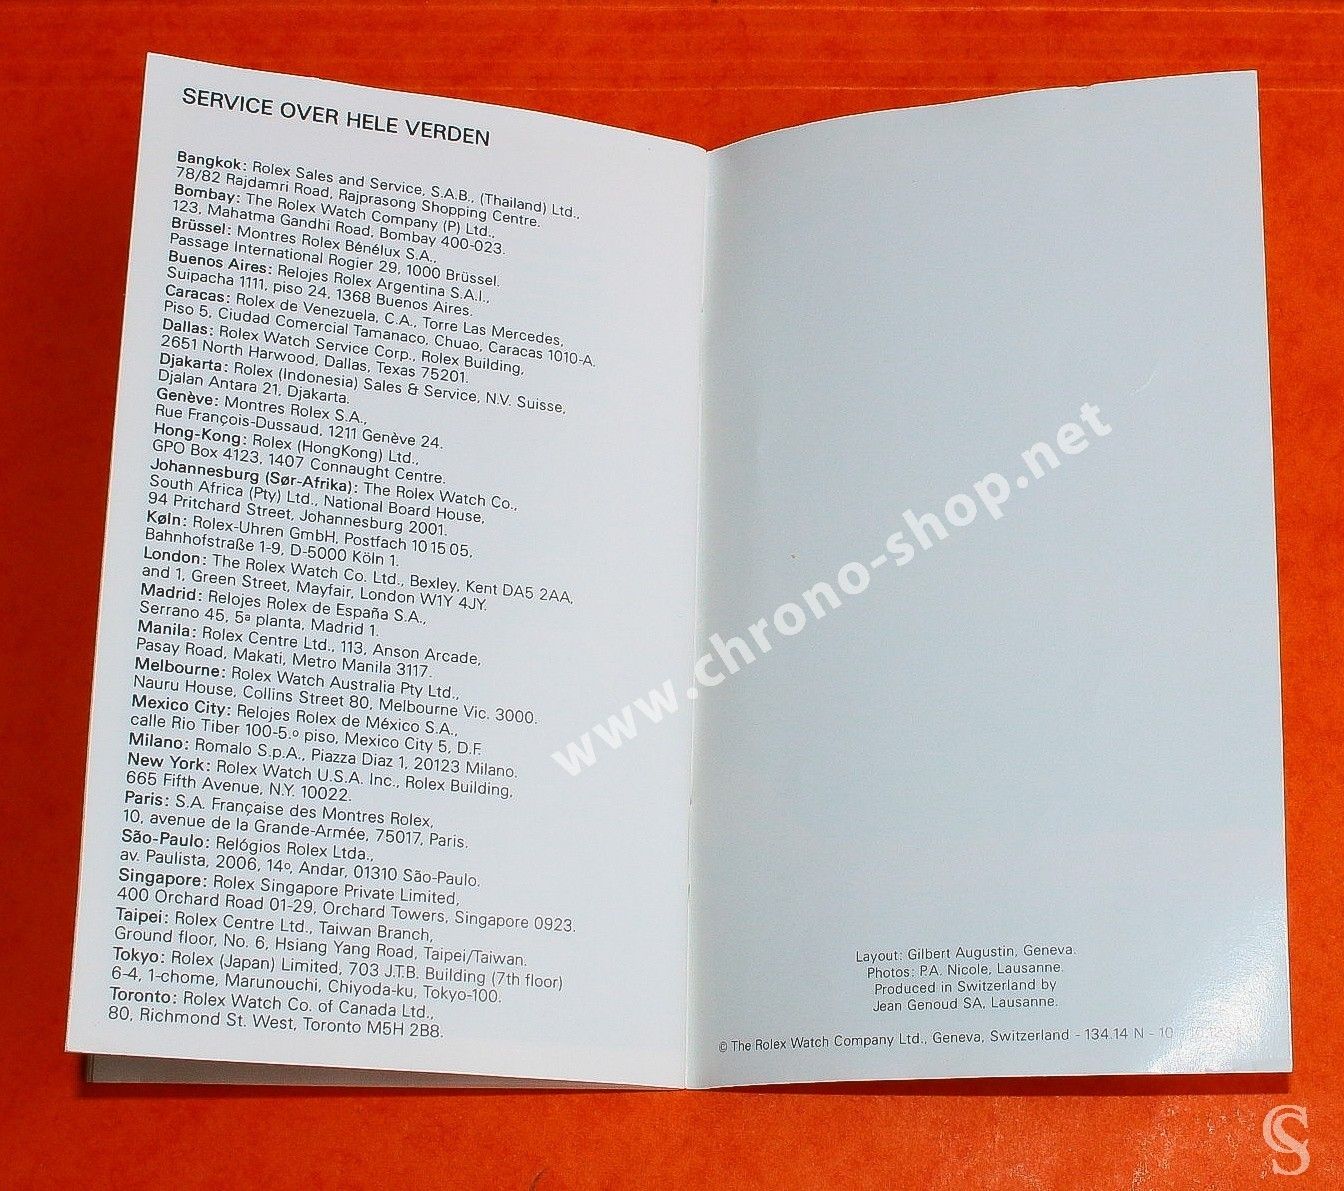 SERVICE OVER HELE VERDEN
Bangkok: Rolex Sales and Service, S.A.B., (Thailand) Ltd.,
78/82 Rajdamri Road, Rajprasong Shopping Centre.
Bombay: The Rolex Watch Company (P) Ltd.,
123, Mahatma Gandhi Road, Bombay 400-023.
Brüssel: Montres Rolex Bénélux S.A.,
Passage International Rogier 29, 1000 Brüssel.
Buenos Aires: Relojes Rolex Argentina S.A.I.,
Suipacha 1111, piso 24, 1368 Buenos Aires.
Caracas: Rolex de Venezuela, C.A., Torre Las Mercedes,
Piso 5, Ciudad Comercial Tamanaco, Chuao, Caracas 1010-A.
Dallas: Rolex Watch Service Corp., Rolex Building,
2651 North Harwood, Dallas, Texas 75201.
Djakarta: Rolex (Indonesia) Sales & Service, N.V. Suisse,
Djalan Antara 21, Djakarta.
Genève: Montres Rolex S.A.,
Rue François-Dussaud, 1211 Genève 24.
Hong-Kong: Rolex (HongKong) Ltd.,
GPO Box 4123, 1407 Connaught Centre.
Johannesburg (Sør-Afrika): The Rolex Watch Co.,
South Africa (Pty) Ltd., National Board House,
94 Pritchard Street, Johannesburg 2001.
Køln: Rolex-Uhren GmbH, Postfach 10 15 05,
Bahnhofstraße 1-9, D-5000 Köln 1.
London: The Rolex Watch Co. Ltd., Bexley, Kent DA5 2AA,
and 1, Green Street, Mayfair, London W1Y 4JY.
Madrid: Relojes Rolex de España S.A.,
Serrano 45, 5ª planta, Madrid 1.
Manila: Rolex Centre Ltd., 113, Anson Arcade,
Pasay Road, Makati, Metro Manila 3117.
Melbourne: Rolex Watch Australia Pty Ltd.,
Nauru House, Collins Street 80, Melbourne Vic. 3000.
Mexico City: Relojes Rolex de México S.A.,
calle Rio Tiber 100-5.º piso, Mexico City 5, D.F.
Milano: Romalo S.p.A., Piazza Diaz 1, 20123 Milano.
New York: Rolex Watch U.S.A. Inc., Rolex Building,
665 Fifth Avenue, N.Y. 10022.
Paris: S.A. Française des Montres Rolex,
10, avenue de la Grande-Armée, 75017, Paris.
São-Paulo: Relógios Rolex Ltda.,
av. Paulista, 2006, 14º, Andar, 01310 São-Paulo.
Singapore: Rolex Singapore Private Limited,
400 Orchard Road 01-29, Orchard Towers, Singapore 0923.
Taipei: Rolex Centre Ltd., Taiwan Branch,
Ground floor, No. 6, Hsiang Yang Road, Taipei/Taiwan.
Tokyo: Rolex (Japan) Limited, 703 J.T.B. Building (7th floor)
6-4, 1-chome, Marunouchi, Chiyoda-ku, Tokyo-100.
Toronto: Rolex Watch Co. of Canada Ltd.,
80, Richmond St. West, Toronto M5H 2B8.
www.chrono-shop.net
Layout: Gilbert Augustin, Geneva.
Photos: P.A. Nicole, Lausanne.
Produced in Switzerland by
Jean Genoud SA, Lausanne.
© The Rolex Watch Company Ltd., Geneva, Switzerland - 134.14 N - 10